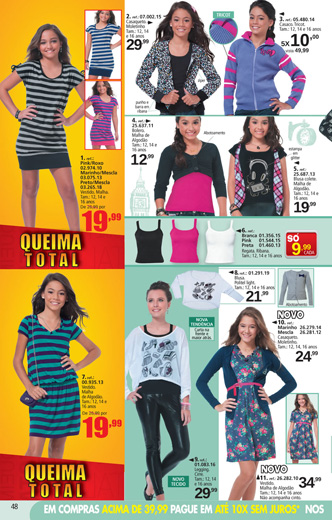 2. ref.: 07.002.15
Casaqueto.
Moletinho
Tam.: 12, 14
e 16 anos
29,99
punho e
barra em
ribana
zíper
TRICOT
3. ref.: 05.480.14
Casaco. Tricot.
Tam.: 12, 14 e 16 anos
5X 10,00
49,99
1. ref.:
Pink/Roxo
02.974.10
Marinho/Mescla
03.075.13
Preto/Mescla
03.265.18
Vestido. Malha.
Tam.: 12, 14 e
16 anos
19,99
QUEIMA
TOTAL
4. ref.:
25.637.11
Bolero.
Malha de
Algodão
Tam.: 12, 14
e 16 anos
12,99
Abotoamento
estampa
em
glitter
5. ref.:
25.687.13
Blusa colete.
Malha de
Algodão.
Tam.: 12, 14
e 16 anos
19,99
6. ref.:
Branca 01.356.15
Pink 01.544.15
Preta 01.460.13
Regata. Ribana.
Tam.: 12, 14 e 16 anos
SÓ
9,99
CADA
8. ref.: 01.291.19
Blusa.
Tam.: 12, 14
e 16 anos
21,99
Abotoamento
7. ref.:
00.935.13
Vestido.
Malha
de
Algodão
Tam.: 12, 14
e 16 anos
19,99
QUEIMA
TOTAL
NOVA
TENDÊNCIA
Curta na
frente e
maior atrás
NOVO
10. ref.:
Marinho 26.279.14
Mescla 26.281.12
Casaqueto.
Moletinho.
Tam.: 12, 14
e 16 anos
24,99
9. ref.:
01.083.16
Legging.
Cirrê.
Tam.: 12, 14
e 16 anos
29,99
NOVO
TECIDO
NOVO
11. ref.: 26.282.10
Vestido. Malha de Algodão
Tam.: 12, 14 e 16 anos
Não acompanha cinto.
34,99
48
EM COMPRAS ACIMA DE 39,99 PAGUE EM ATÉ 10X SEM JUROS* NOS